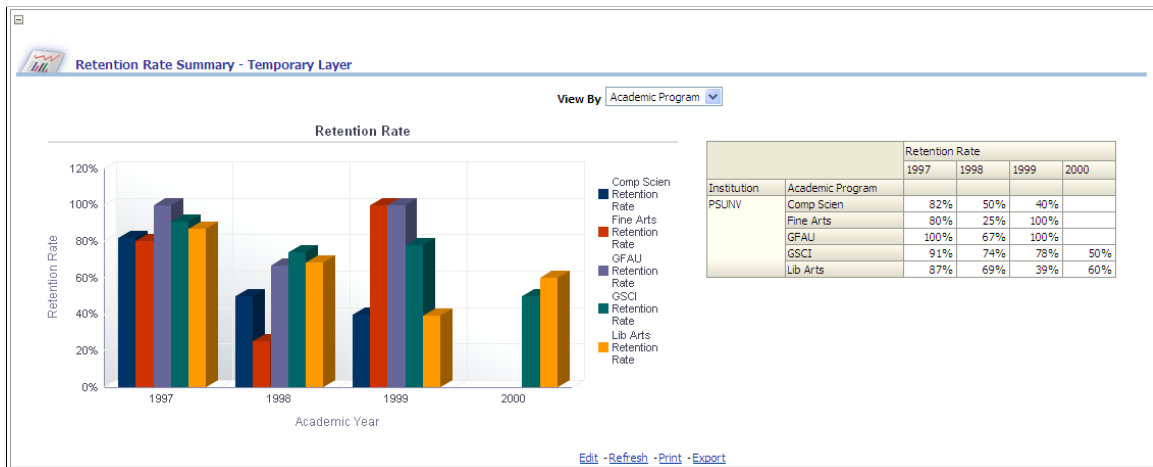 Retention Rate Summary - Temporary Layer
View By Academic Program
Retention Rate
120%
100%
80%
60%
40%
20%
0%
Retention Rate
1997 1998 1999 2000
Academic Year
Comp Scien
Retention
Rate
Fine Arts
Retention
Rate
GFAU
Retention
Rate
GSCI
Retention
Rate
Lib Arts
Retention
Rate
Retention Rate
1997 1998 1999 2000
Institution Academic Program
PSUNV Comp Scien 82% 50% 40%
Fine Arts 80% 25% 100%
GFAU 100% 67% 100%
GSCI 91% 74% 78% 50%
Lib Arts 87% 69% 39% 60%
Edit - Refresh - Print - Export